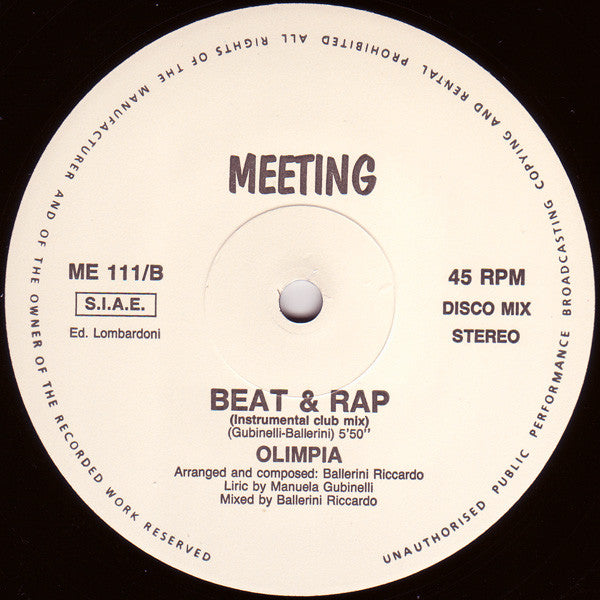 MEETING
ME 111/B
S.I.A.E.
Ed. Lombardoni
45 RPM
DISCO MIX
STEREO
BEAT & RAP
(Instrumental club mix)
(Gubinelli-Ballerini) 5'50"
OLIMPIA
Arranged and composed: Ballerini Riccardo
Liric by Manuela Gubinelli
Mixed by Ballerini Riccardo
ALL RIGHTS OF THE MANUFACTURER AND OF THE OWNER OF THE RECORDED WORK RESERVED
UNAUTHORISED PUBLIC PERFORMANCE BROADCASTING COPYING AND RENTAL PROHIBITED